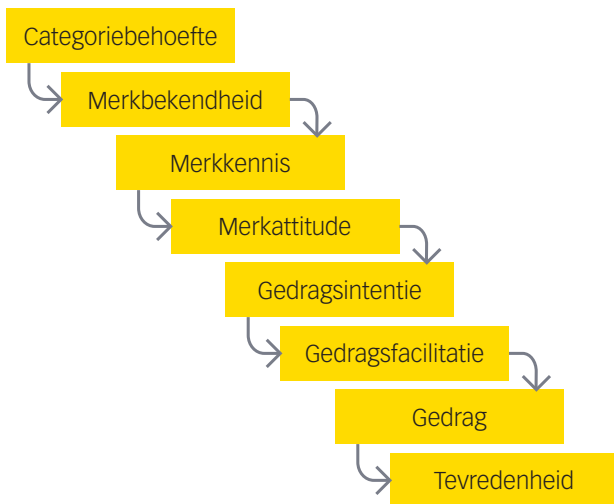 Categoriebehoefte
Merkbekendheid
Merkkennis
Merkattitude
Gedragsintentie
Gedragsfacilitatie
Gedrag
Tevredenheid